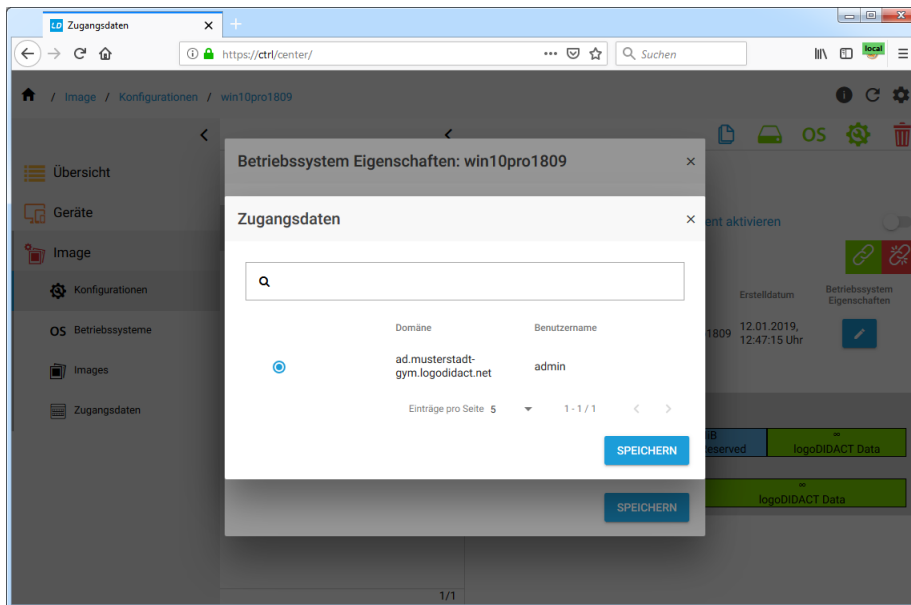 LD Zugangsdaten
https://ctrl/center/
Suchen
local
/ Image / Konfigurationen / win10pro1809
OS
Übersicht
Geräte
Image
Konfigurationen
OS Betriebssysteme
Images
Zugangsdaten
Betriebssystem Eigenschaften: win10pro1809
Zugangsdaten
Domäne
Benutzername
ad.musterstadt-
gym.logodidact.net
admin
Einträge pro Seite 5
1 - 1 / 1
SPEICHERN
SPEICHERN
ent aktivieren
Erstelldatum
Betriebssystem
Eigenschaften
1809
12.01.2019,
12:47:15 Uhr
iB
eserved
∞
logoDIDACT Data
∞
logoDIDACT Data
1/1